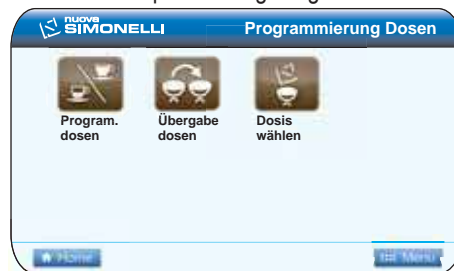 nuova
SIMONELLI
Programmierung Dosen
Program.
dosen
Übergabe
dosen
Dosis
wählen
Home
Menu